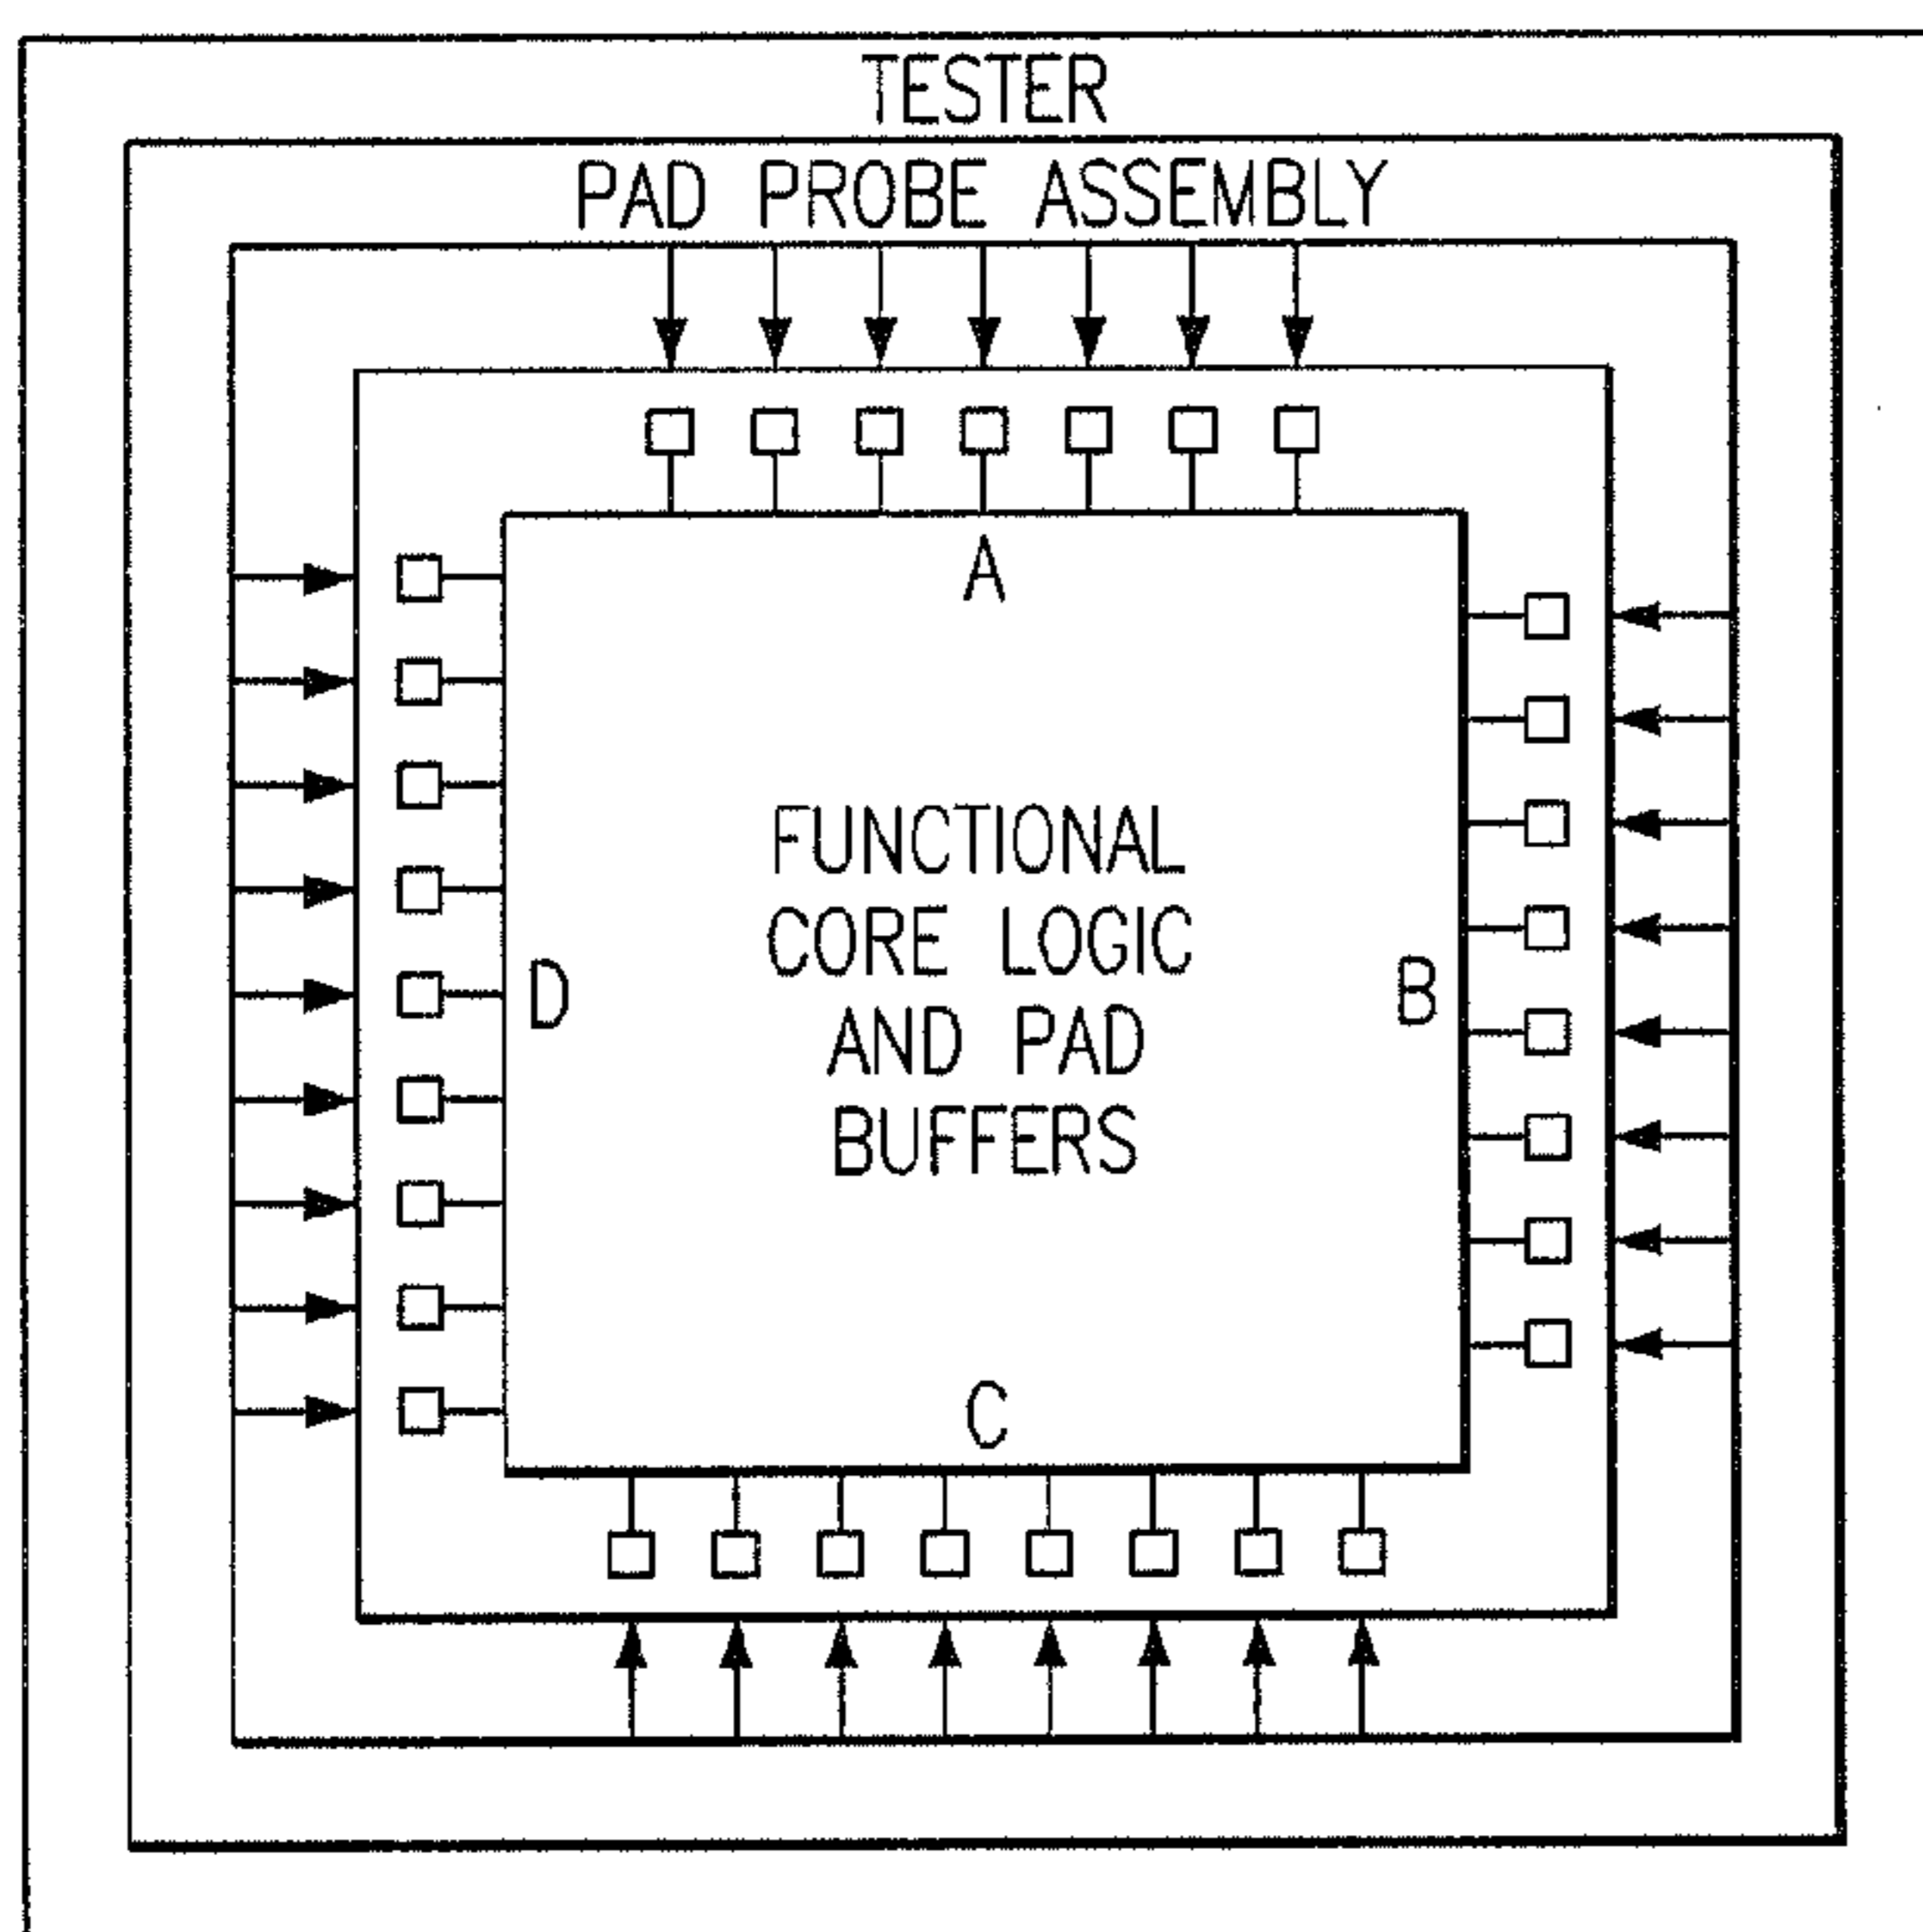 TESTER
PAD PROBE ASSEMBLY
A
FUNCTIONAL
CORE LOGIC
D
B
AND PAD
BUFFERS
C